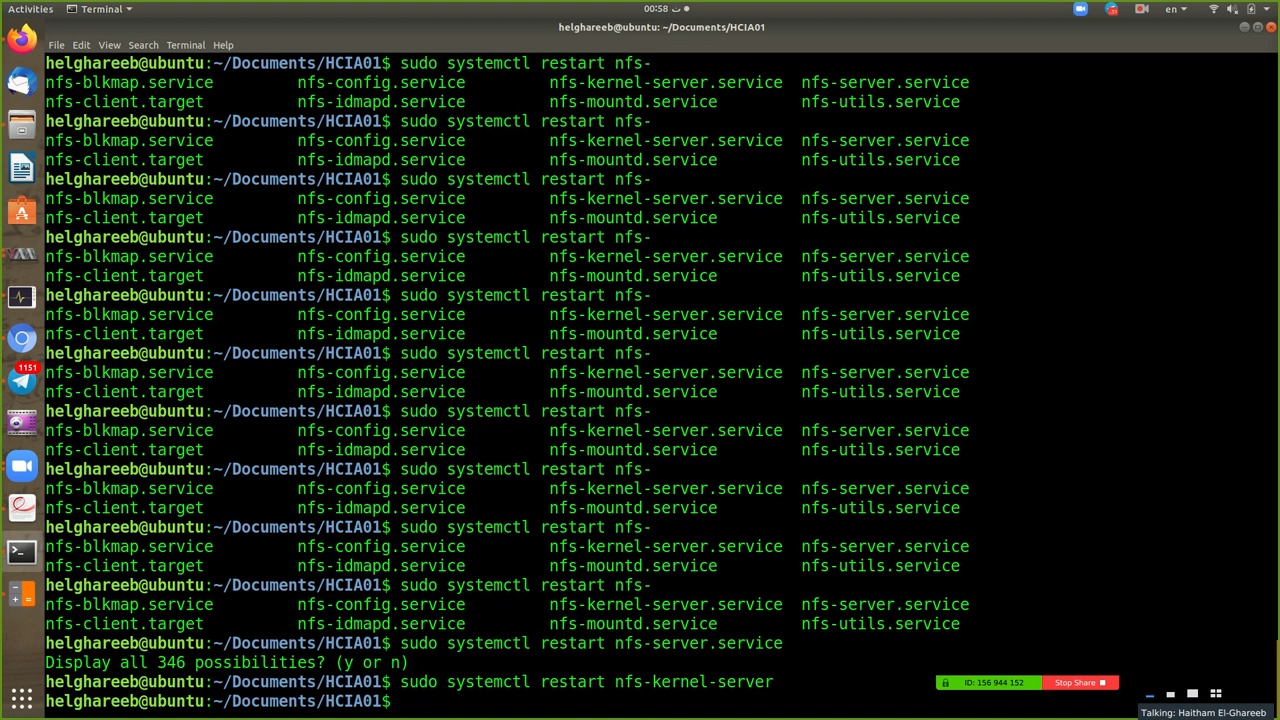 Activities Terminal 00:58 ت en
helghareeb@ubuntu: ~/Documents/HCIA01
File Edit View Search Terminal Help
helghareeb@ubuntu:~/Documents/HCIA01$ sudo systemctl restart nfs-
nfs-blkmap.service nfs-config.service nfs-kernel-server.service nfs-server.service
nfs-client.target nfs-idmapd.service nfs-mountd.service nfs-utils.service
helghareeb@ubuntu:~/Documents/HCIA01$ sudo systemctl restart nfs-
nfs-blkmap.service nfs-config.service nfs-kernel-server.service nfs-server.service
nfs-client.target nfs-idmapd.service nfs-mountd.service nfs-utils.service
helghareeb@ubuntu:~/Documents/HCIA01$ sudo systemctl restart nfs-
nfs-blkmap.service nfs-config.service nfs-kernel-server.service nfs-server.service
nfs-client.target nfs-idmapd.service nfs-mountd.service nfs-utils.service
helghareeb@ubuntu:~/Documents/HCIA01$ sudo systemctl restart nfs-
nfs-blkmap.service nfs-config.service nfs-kernel-server.service nfs-server.service
nfs-client.target nfs-idmapd.service nfs-mountd.service nfs-utils.service
helghareeb@ubuntu:~/Documents/HCIA01$ sudo systemctl restart nfs-
nfs-blkmap.service nfs-config.service nfs-kernel-server.service nfs-server.service
nfs-client.target nfs-idmapd.service nfs-mountd.service nfs-utils.service
helghareeb@ubuntu:~/Documents/HCIA01$ sudo systemctl restart nfs-
nfs-blkmap.service nfs-config.service nfs-kernel-server.service nfs-server.service
nfs-client.target nfs-idmapd.service nfs-mountd.service nfs-utils.service
helghareeb@ubuntu:~/Documents/HCIA01$ sudo systemctl restart nfs-
nfs-blkmap.service nfs-config.service nfs-kernel-server.service nfs-server.service
nfs-client.target nfs-idmapd.service nfs-mountd.service nfs-utils.service
helghareeb@ubuntu:~/Documents/HCIA01$ sudo systemctl restart nfs-
nfs-blkmap.service nfs-config.service nfs-kernel-server.service nfs-server.service
nfs-client.target nfs-idmapd.service nfs-mountd.service nfs-utils.service
helghareeb@ubuntu:~/Documents/HCIA01$ sudo systemctl restart nfs-
nfs-blkmap.service nfs-config.service nfs-kernel-server.service nfs-server.service
nfs-client.target nfs-idmapd.service nfs-mountd.service nfs-utils.service
helghareeb@ubuntu:~/Documents/HCIA01$ sudo systemctl restart nfs-
nfs-blkmap.service nfs-config.service nfs-kernel-server.service nfs-server.service
nfs-client.target nfs-idmapd.service nfs-mountd.service nfs-utils.service
helghareeb@ubuntu:~/Documents/HCIA01$ sudo systemctl restart nfs-server.service
Display all 346 possibilities? (y or n)
helghareeb@ubuntu:~/Documents/HCIA01$ sudo systemctl restart nfs-kernel-server
helghareeb@ubuntu:~/Documents/HCIA01$
1151
ID: 156 944 152 Stop Share
Talking: Haitham El-Ghareeb